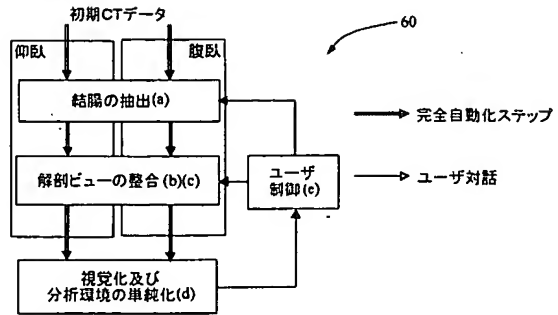 初期CTデータ
60
仰臥
腹臥
結腸の抽出(a)
完全自動化ステップ
解剖ビューの整合(b)(c)
ユーザ
制御(e)
ユーザ対話
視覚化及び
分析環境の単純化(d)